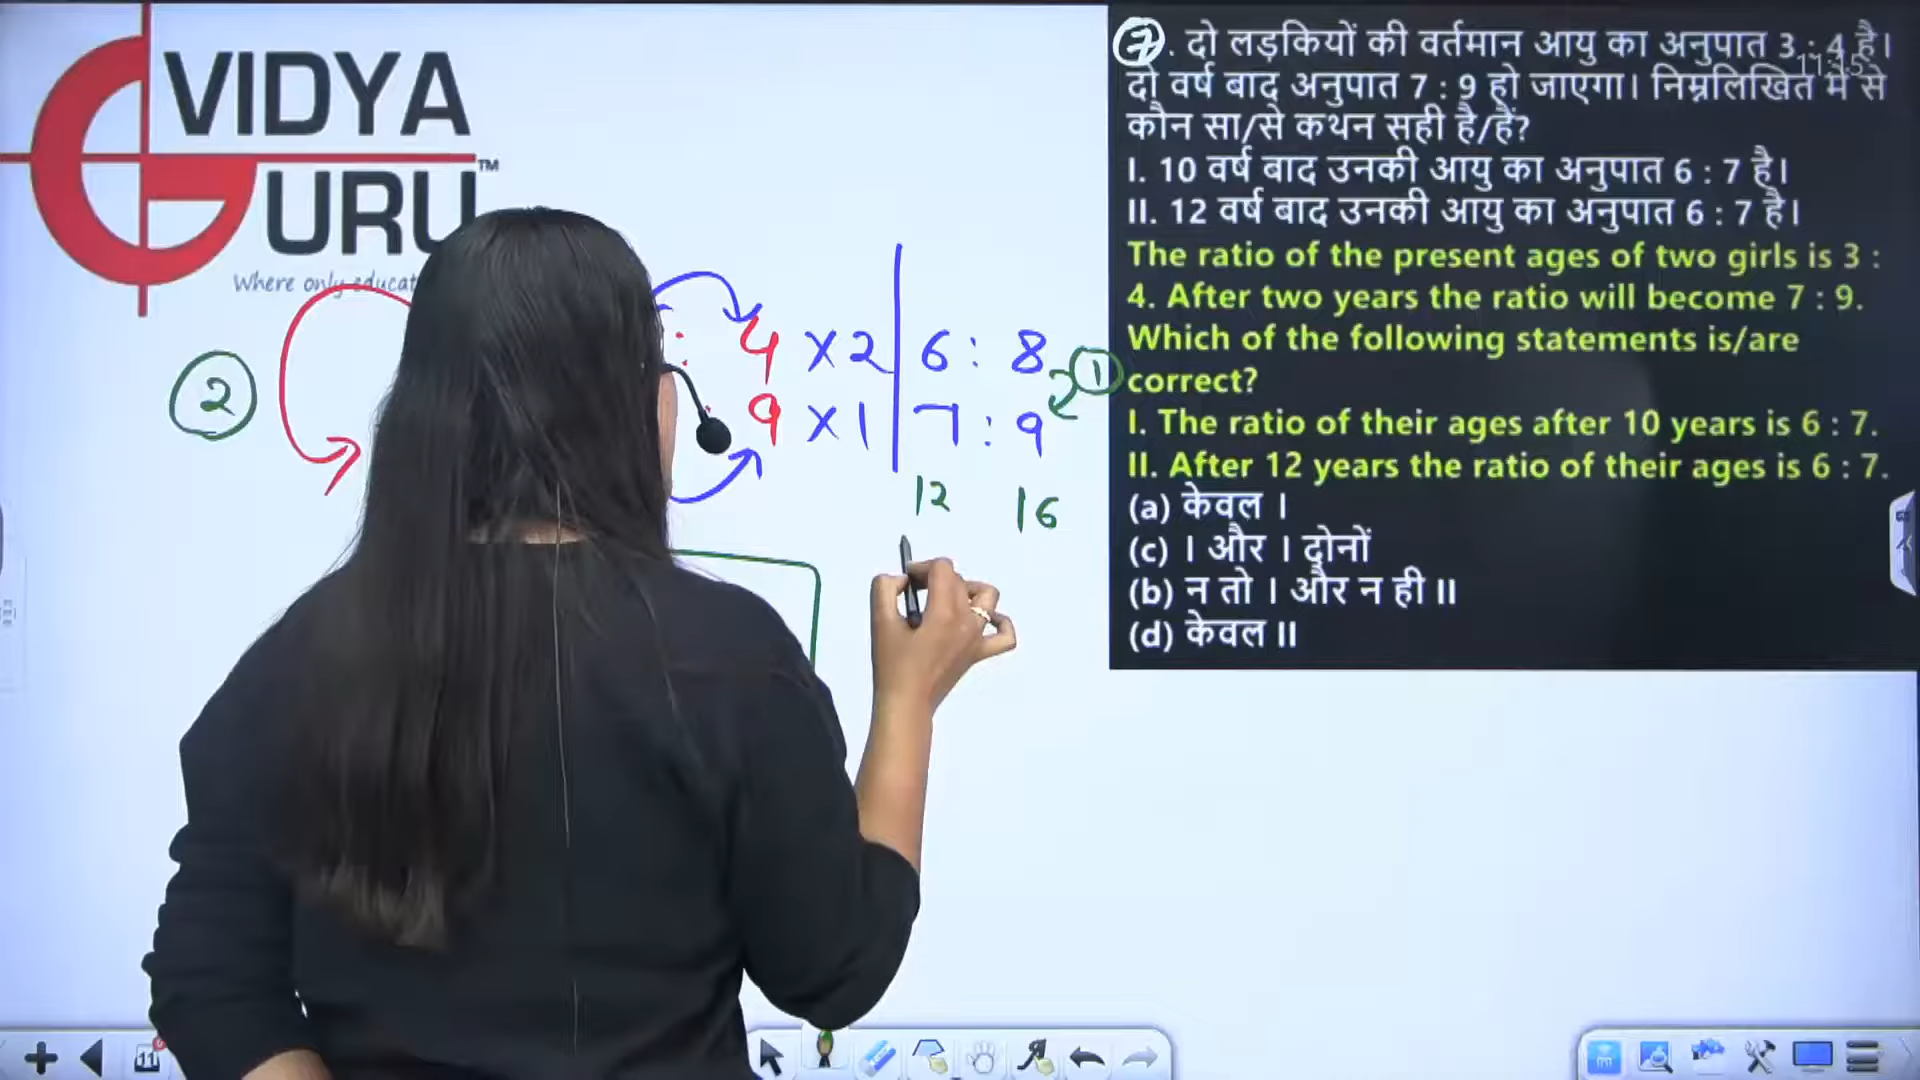 VIDYA
GURU™
Where only educat
4 X 2 6 : 8 1
9 X 1 7 : 9
2
12 16
7. दो लड़कियों की वर्तमान आयु का अनुपात 3 : 4 है।
11:15
दो वर्ष बाद अनुपात 7 : 9 हो जाएगा। निम्नलिखित में से
कौन सा/से कथन सही है/हैं?
I. 10 वर्ष बाद उनकी आयु का अनुपात 6 : 7 है।
II. 12 वर्ष बाद उनकी आयु का अनुपात 6 : 7 है।
The ratio of the present ages of two girls is 3 :
4. After two years the ratio will become 7 : 9.
Which of the following statements is/are
correct?
I. The ratio of their ages after 10 years is 6 : 7.
II. After 12 years the ratio of their ages is 6 : 7.
(a) केवल I
(c) I और I दोनों
(b) न तो I और न ही II
(d) केवल II
11